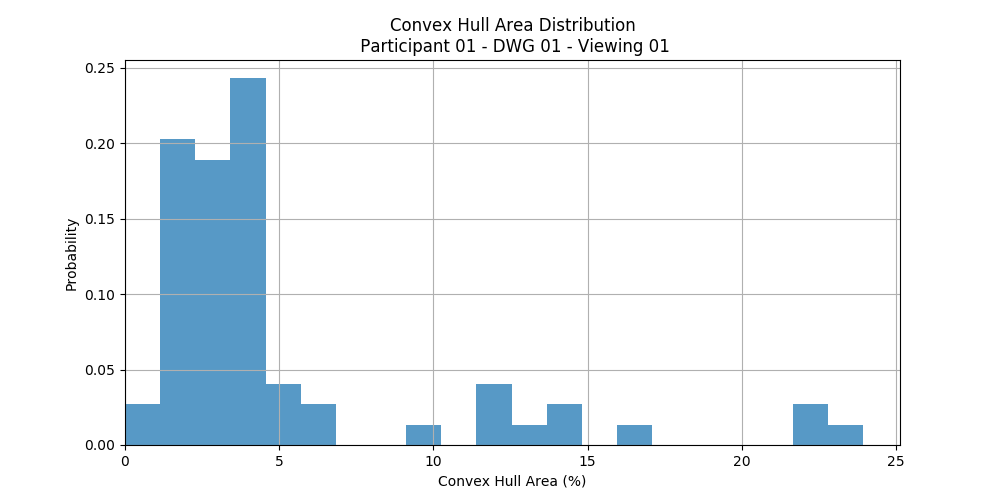 Convex Hull Area Distribution
Participant 01 - DWG 01 - Viewing 01
0.25
0.20
0.15
0.10
0.05
0.00
Probability
0 5 10 15 20 25
Convex Hull Area (%)